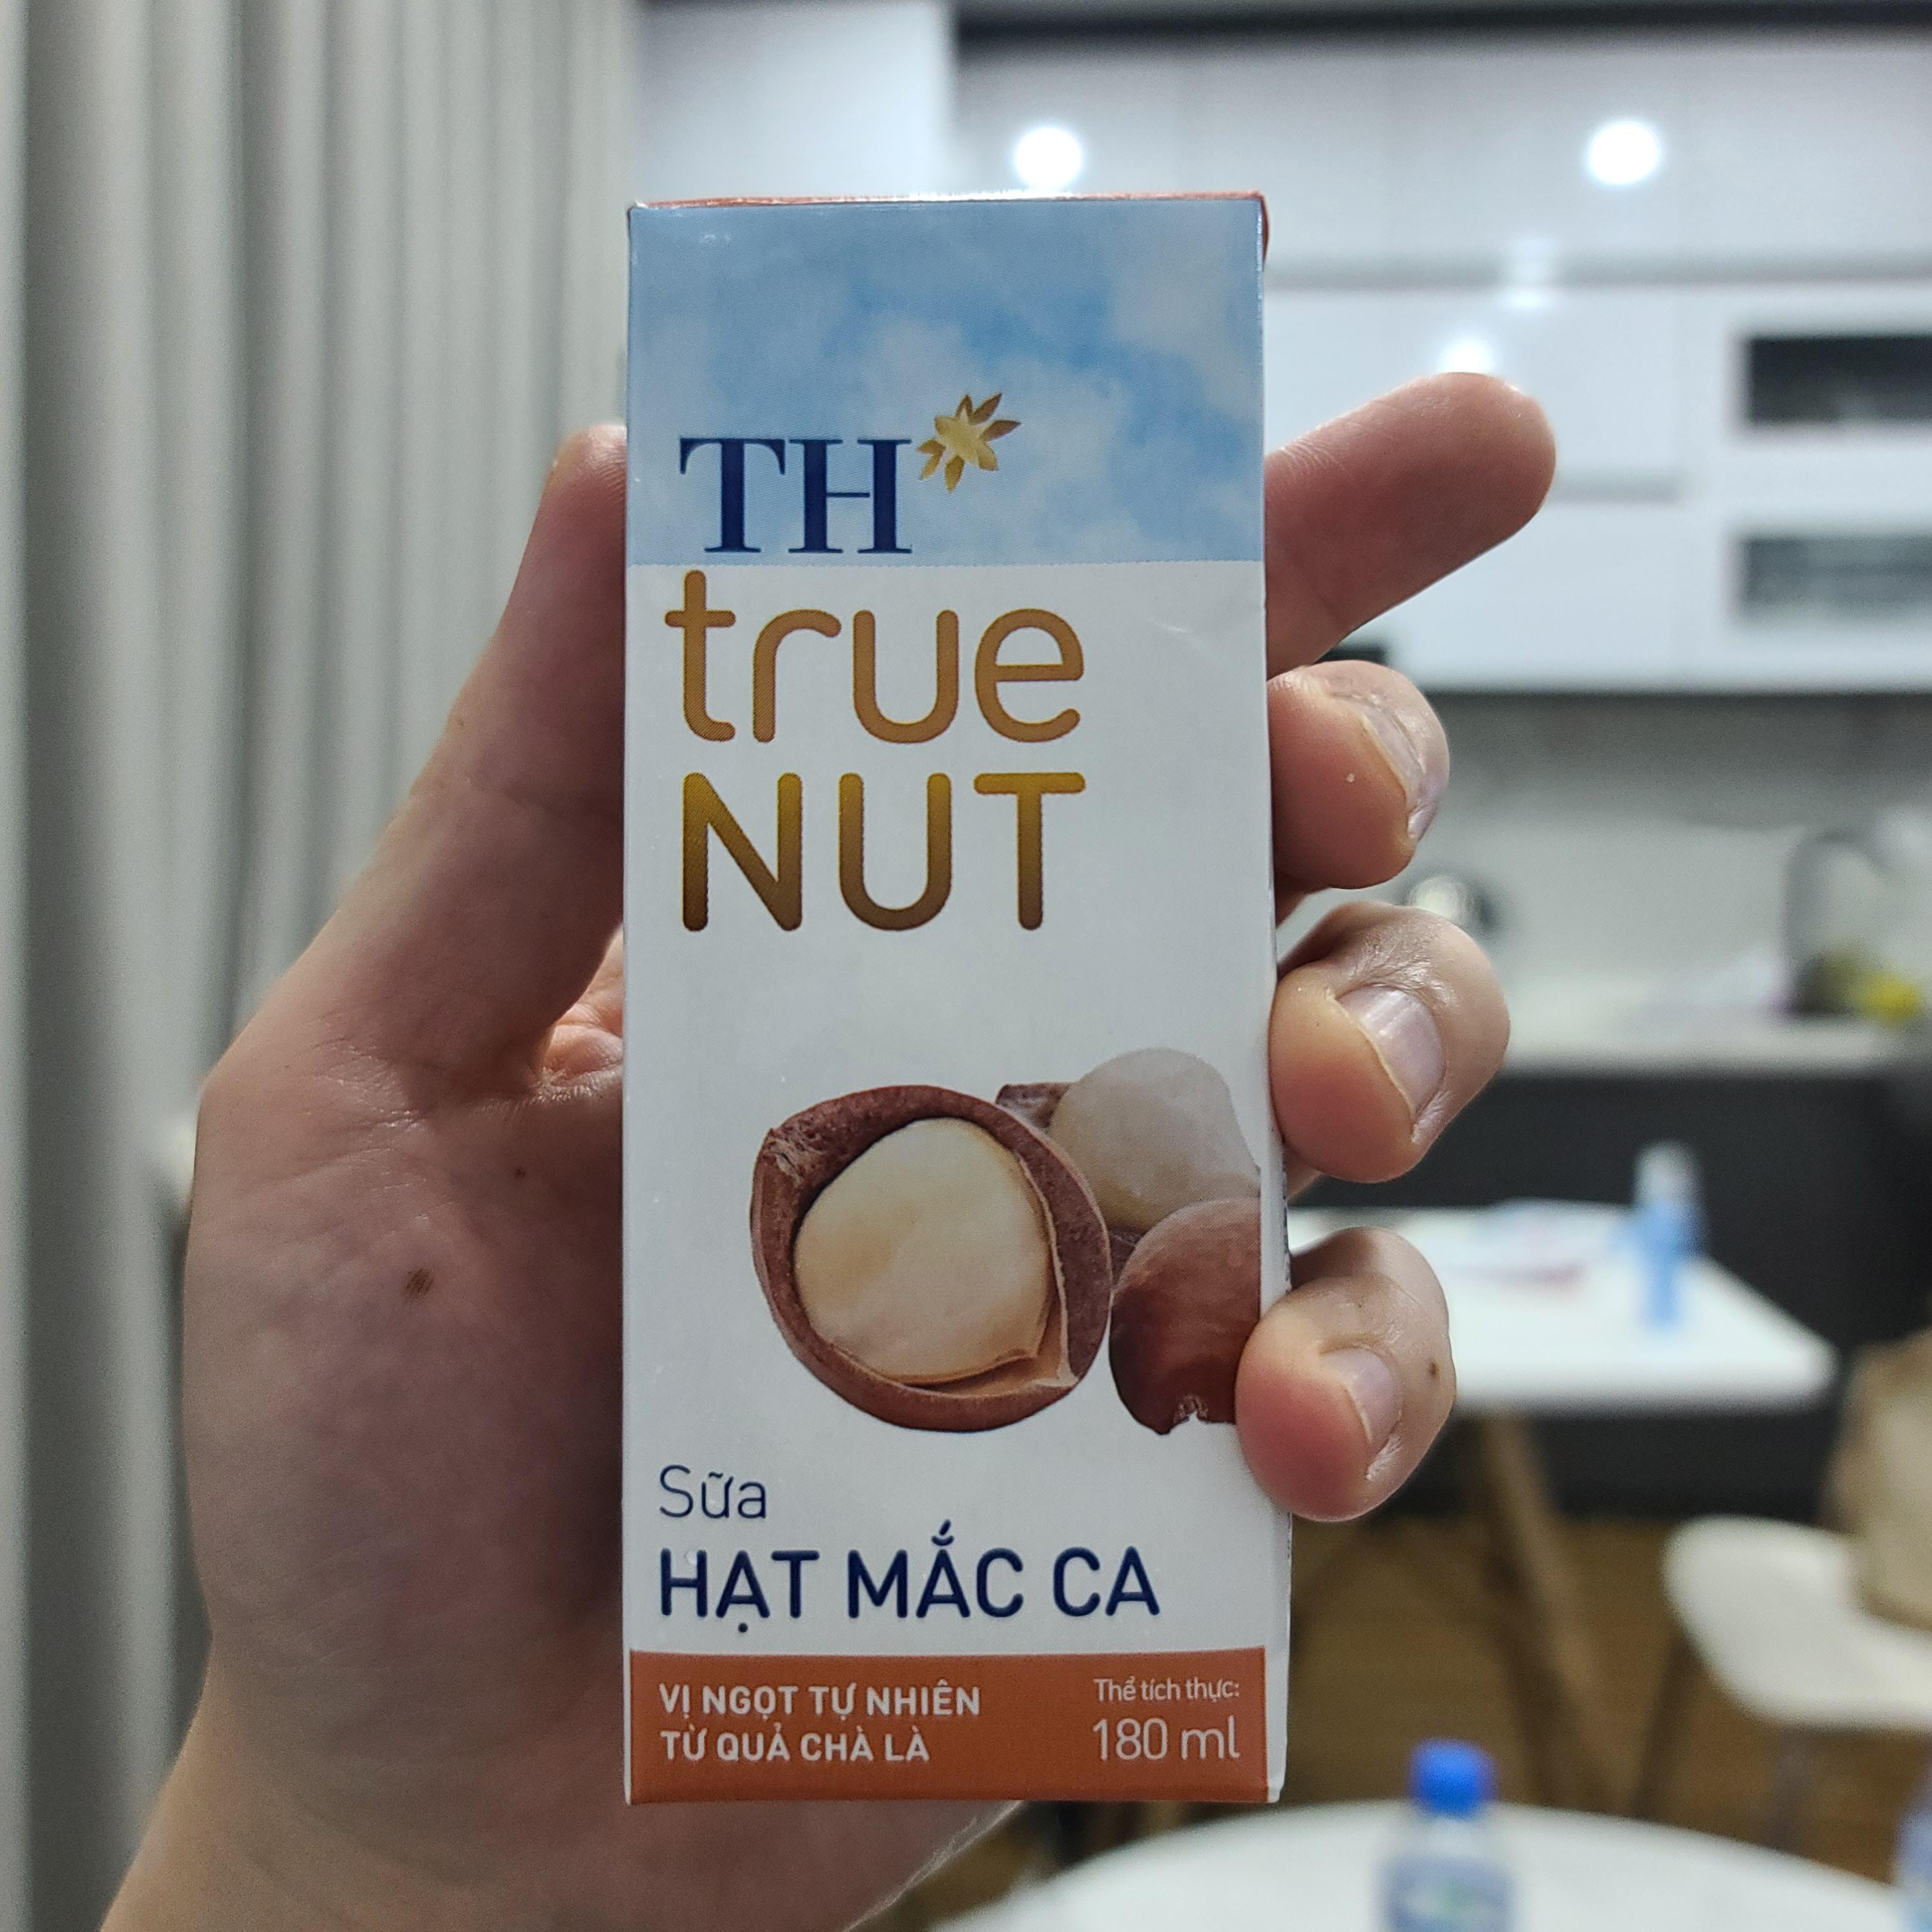 TH
true
NUT
Sữa
HẠT MẮC CA
VỊ NGỌT TỰ NHIÊN
TỪ QUẢ CHÀ LÀ
Thể tích thực:
180 ml